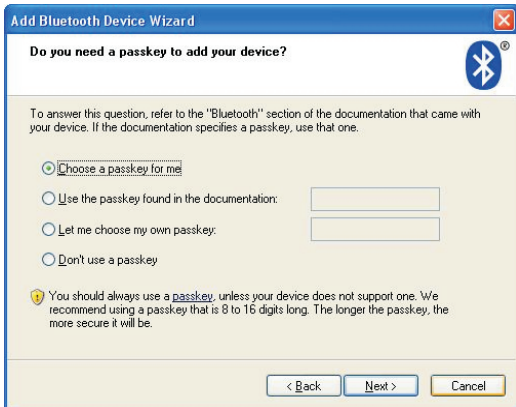 Add Bluetooth Device Wizard
Do you need a passkey to add your device?
®
To answer this question, refer to the "Bluetooth" section of the documentation that came with
your device. If the documentation specifies a passkey, use that one.
Choose a passkey for me
Use the passkey found in the documentation:
Let me choose my own passkey:
Don't use a passkey
You should always use a passkey, unless your device does not support one. We
recommend using a passkey that is 8 to 16 digits long. The longer the passkey, the
more secure it will be.
< Back Next > Cancel